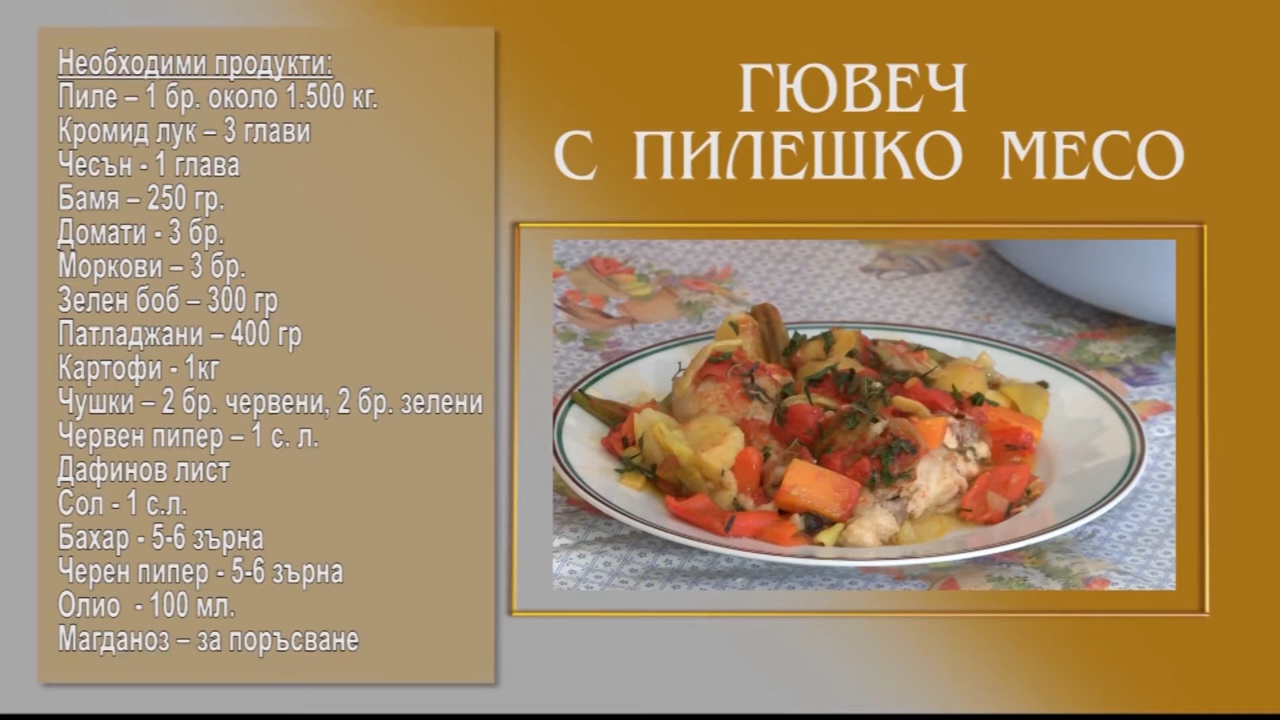 Необходими продукти:
Пиле – 1 бр. около 1.500 кг.
Кромид лук – 3 глави
Чесън - 1 глава
Бамя – 250 гр.
Домати - 3 бр.
Моркови – 3 бр.
Зелен боб – 300 гр
Патладжани – 400 гр
Картофи - 1кг
Чушки – 2 бр. червени, 2 бр. зелени
Червен пипер – 1 с. л.
Дафинов лист
Сол - 1 с.л.
Бахар - 5-6 зърна
Черен пипер - 5-6 зърна
Олио - 100 мл.
Магданоз – за поръсване
ГЮВЕЧ
С ПИЛЕШКО МЕСО